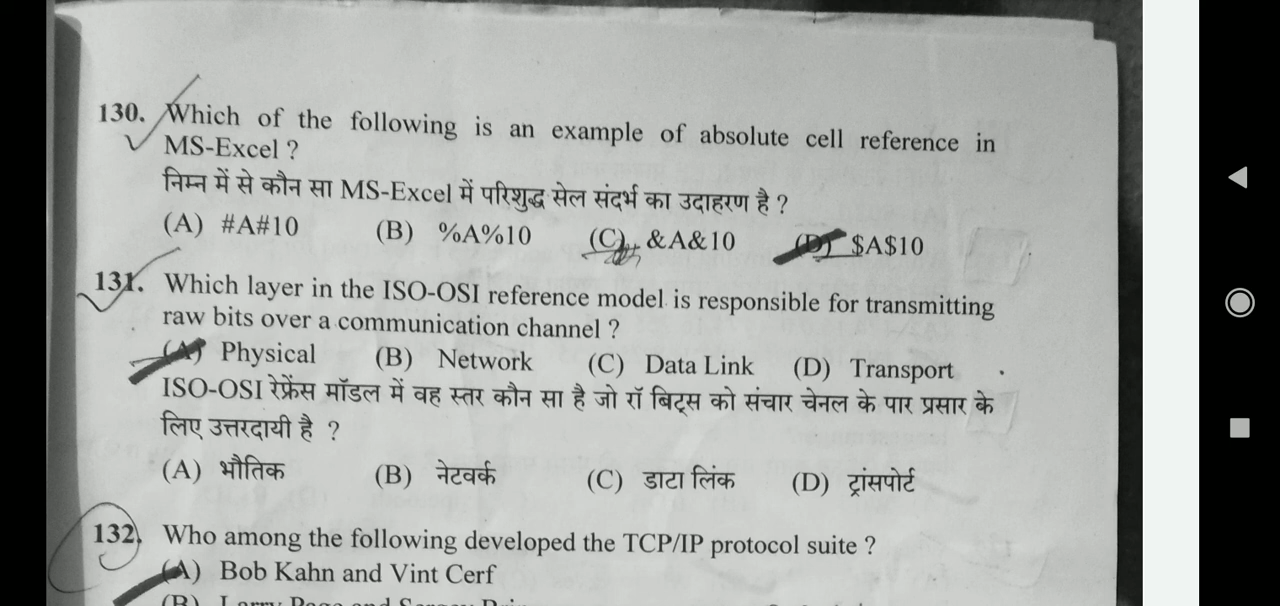 130. Which of the following is an example of absolute cell reference in
MS-Excel ?
निम्न में से कौन सा MS-Excel में परिशुद्ध सेल संदर्भ का उदाहरण है ?
(A) #A#10 (B) %A%10 (C) &A&10 (D) $A$10
131. Which layer in the ISO-OSI reference model is responsible for transmitting
raw bits over a communication channel ?
(A) Physical (B) Network (C) Data Link (D) Transport
ISO-OSI रेफ्रेंस मॉडल में वह स्तर कौन सा है जो रॉ बिट्स को संचार चेनल के पार प्रसार के
लिए उत्तरदायी है ?
(A) भौतिक (B) नेटवर्क (C) डाटा लिंक (D) ट्रांसपोर्ट
132. Who among the following developed the TCP/IP protocol suite ?
(A) Bob Kahn and Vint Cerf
(B)